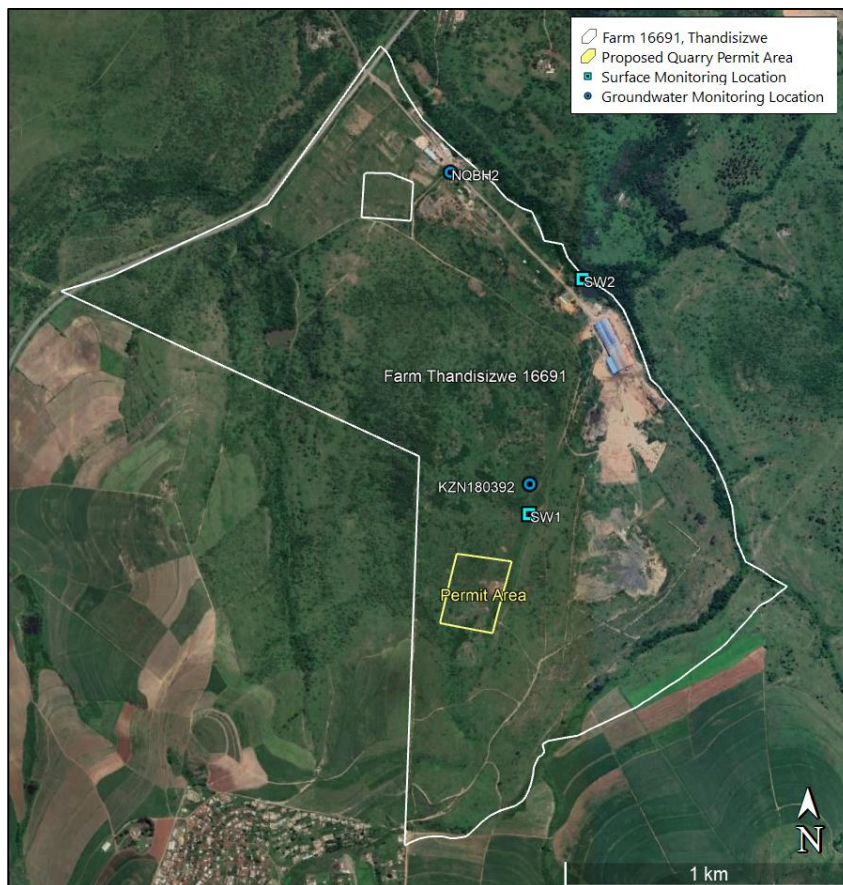 Farm 16691, Thandisizwe
Proposed Quarry Permit Area
Surface Monitoring Location
Groundwater Monitoring Location
NQBH2
SW2
Farm Thandisizwe 16691
KZN180392
SW1
Permit Area
N
1 km